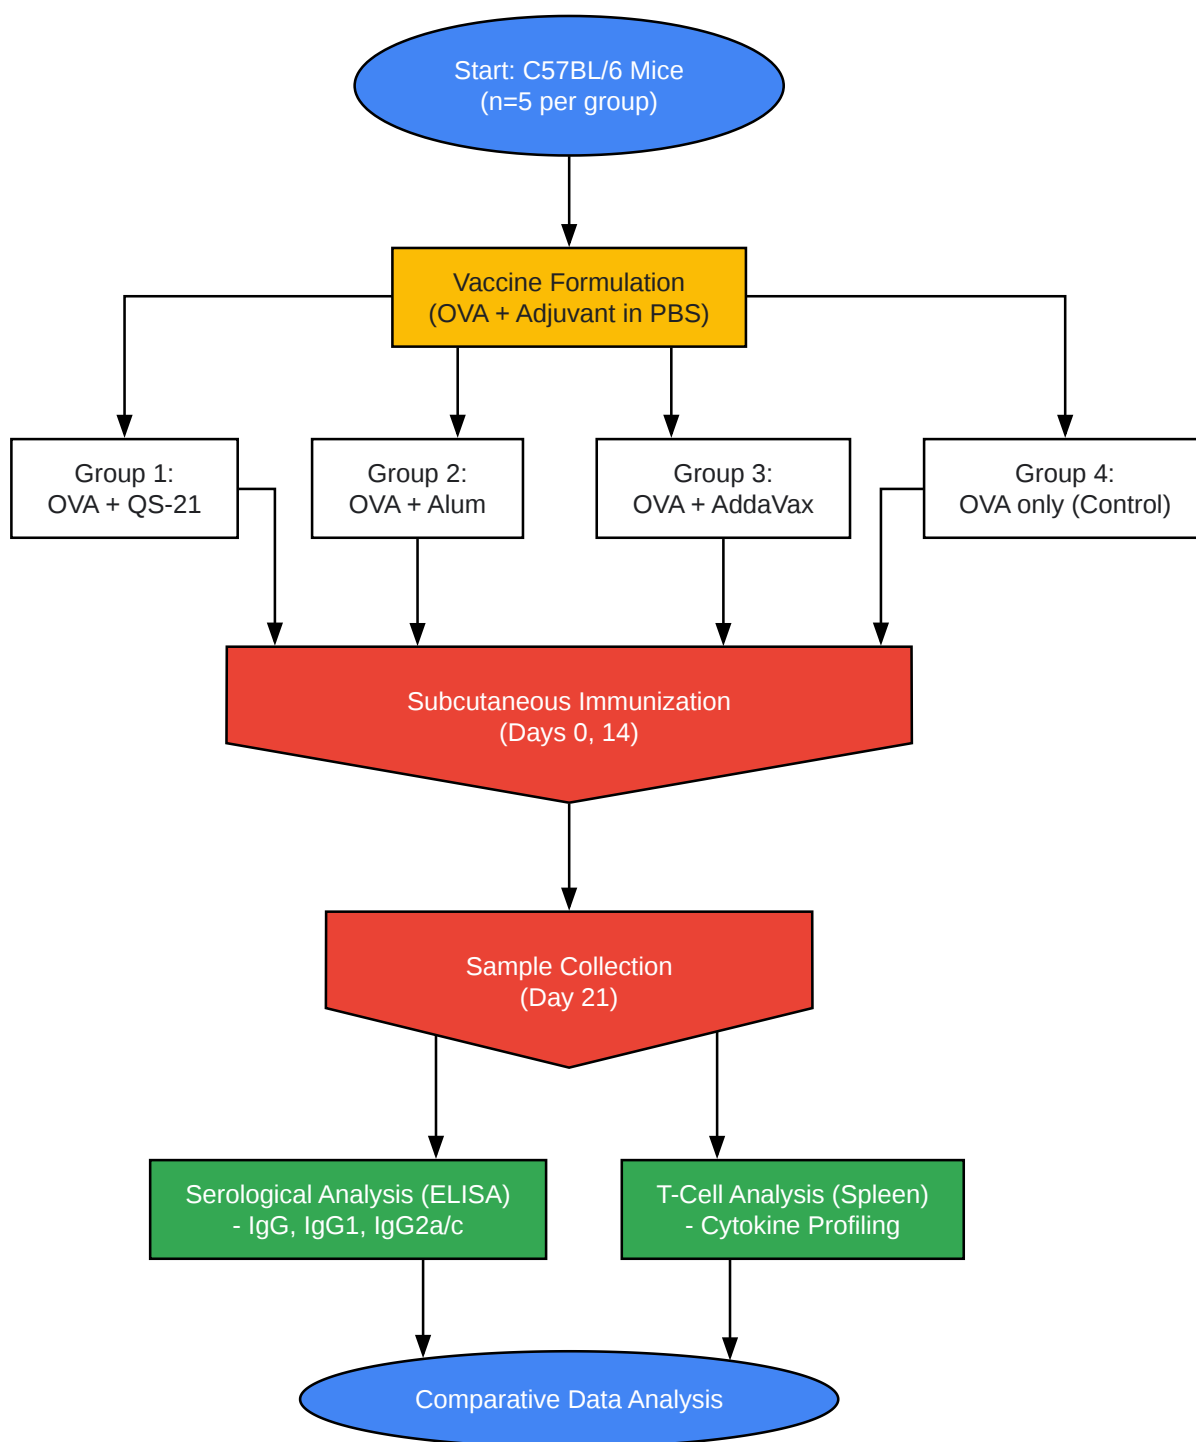 Start: C57BL/6 Mice
(n=5 per group)
Vaccine Formulation
(OVA + Adjuvant in PBS)
Group 1:
OVA + QS-21
Group 2:
OVA + Alum
Group 3:
OVA + AddaVax
Group 4:
OVA only (Control)
Subcutaneous Immunization
(Days 0, 14)
Sample Collection
(Day 21)
Serological Analysis (ELISA)
- IgG, IgG1, IgG2a/c
T-Cell Analysis (Spleen)
- Cytokine Profiling
Comparative Data Analysis